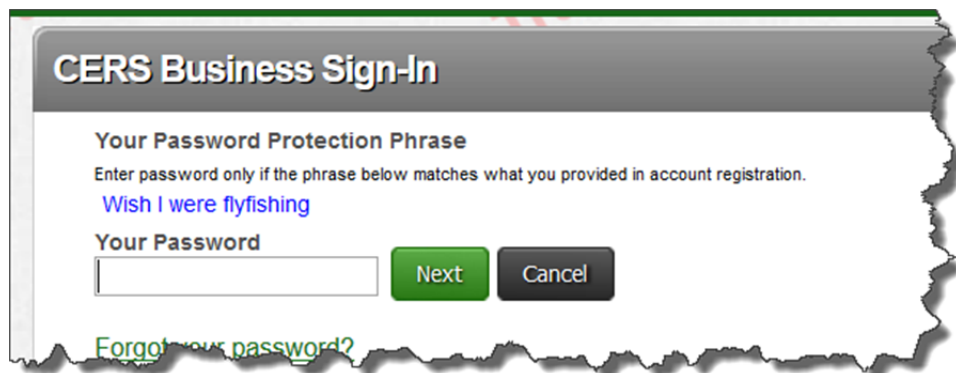 CERS Business Sign-In
Your Password Protection Phrase
Enter password only if the phrase below matches what you provided in account registration.
Wish I were flyfishing
Your Password
Next Cancel
Forgot your password?